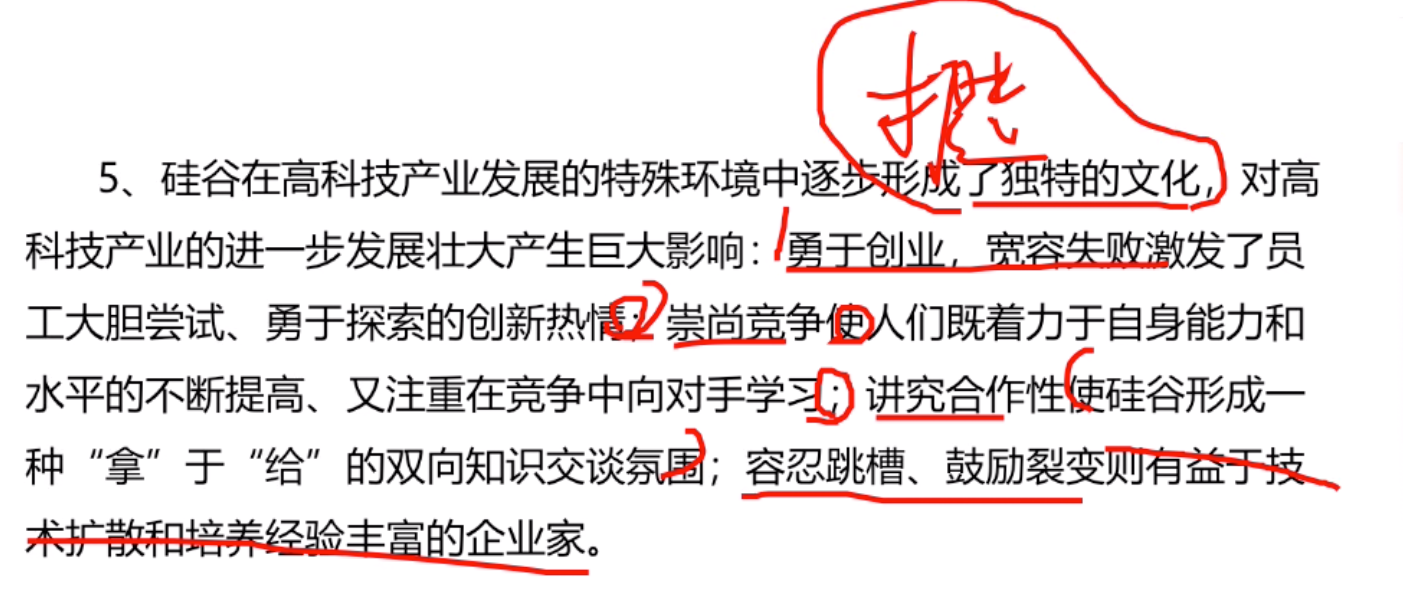 5、硅谷在高科技产业发展的特殊环境中逐步形成了独特的文化，对高
科技产业的进一步发展壮大产生巨大影响：勇于创业，宽容失败激发了员
工大胆尝试、勇于探索的创新热情；崇尚竞争使人们既着力于自身能力和
水平的不断提高、又注重在竞争中向对手学习；讲究合作性使硅谷形成一
种“拿”于“给”的双向知识交谈氛围；容忍跳槽、鼓励裂变则有益于技
术扩散和培养经验丰富的企业家。